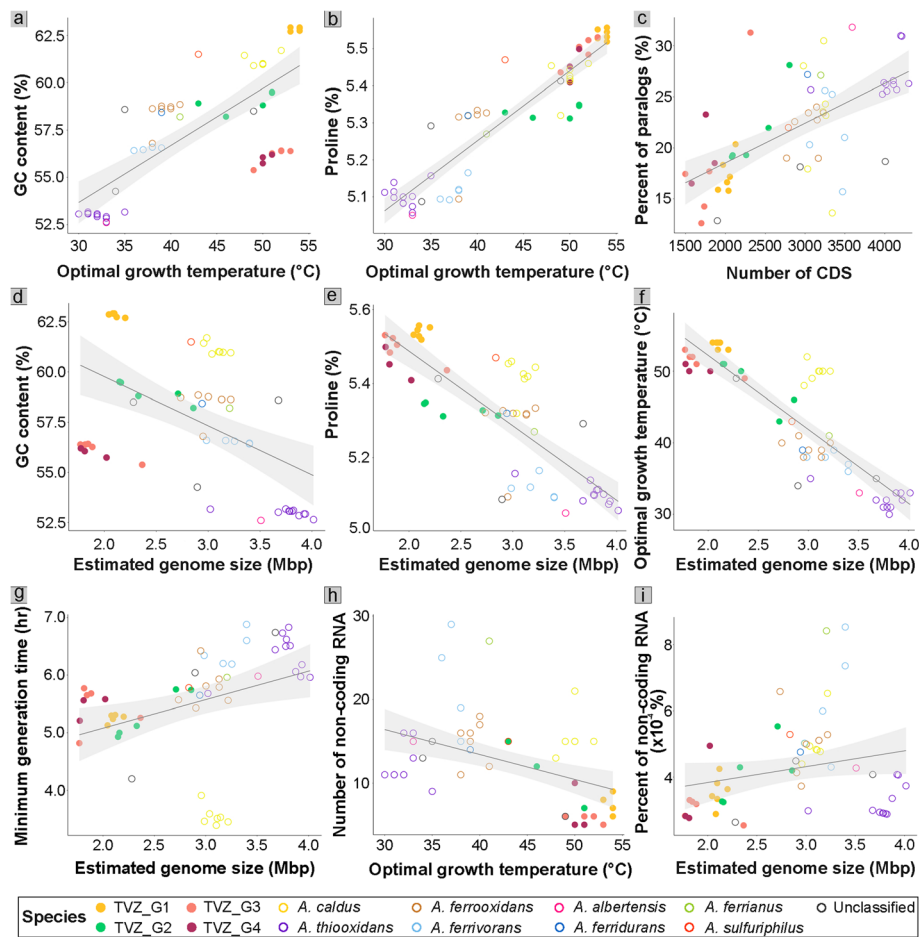 a
GC content (%)
62.5
60.0
57.5
55.0
52.5
30 35 40 45 50 54
Optimal growth temperature (°C)
b
Proline (%)
5.5
5.4
5.3
5.2
5.1
30 35 40 45 50 55
Optimal growth temperature (°C)
c
Percent of paralogs (%)
30
25
20
15
1500 2000 3000 4000
Number of CDS
d
GC content (%)
62.5
60.0
57.5
55.0
52.5
2.0 2.5 3.0 3.5 4.0
Estimated genome size (Mbp)
e
Proline (%)
5.6
5.4
5.2
5.0
2.0 2.5 3.0 3.5 4.0
Estimated genome size (Mbp)
f
Optimal growth temperature (°C)
50
40
30
2.0 2.5 3.0 3.5 4.0
Estimated genome size (Mbp)
g
Minimum generation time (hr)
7.0
6.0
5.0
4.0
2.0 2.5 3.0 3.5 4.0
Estimated genome size (Mbp)
h
Number of non-coding RNA
30
20
10
0
30 35 40 45 50 55
Optimal growth temperature (°C)
i
Percent of non-coding RNA
8
6
4
2
2.0 2.5 3.0 3.5 4.0
Estimated genome size (Mbp)
Species
TVZ_G1 TVZ_G3 A. caldus A. ferrooxidans A. albertensis A. ferrianus Unclassified
TVZ_G2 TVZ_G4 A. thiooxidans A. ferrivorans A. ferridurans A. sulfuriphilus